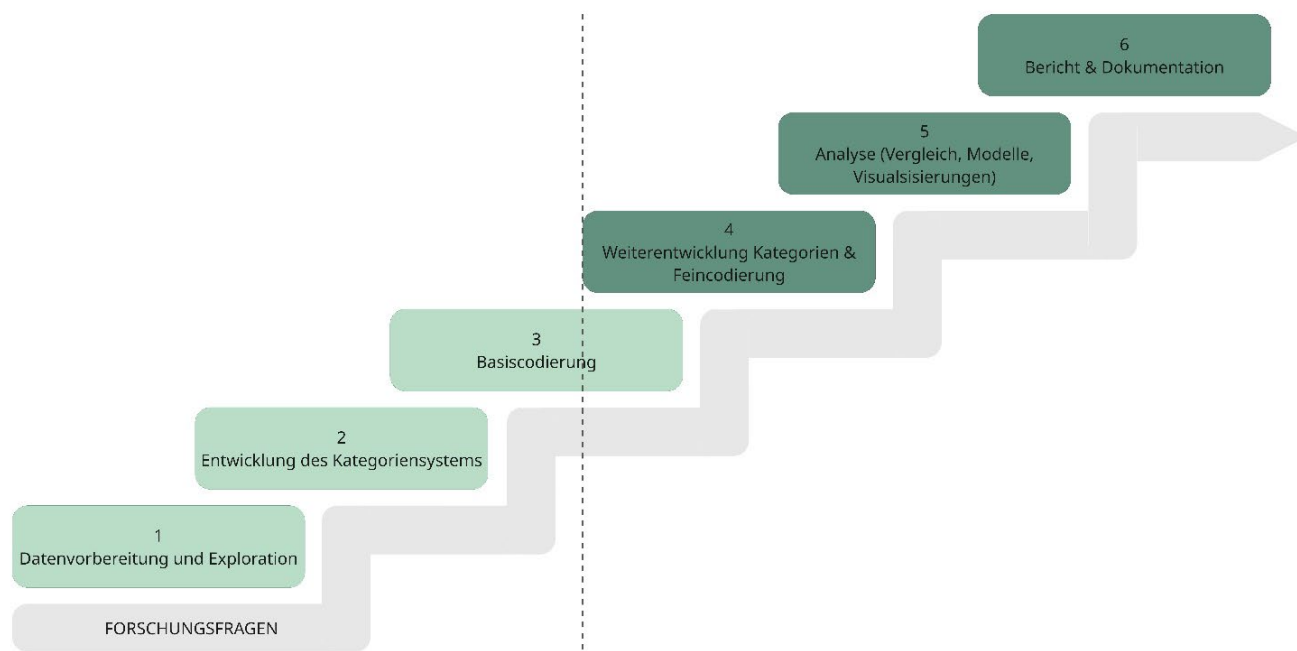 6
Bericht & Dokumentation
5
Analyse (Vergleich, Modelle,
Visualsisierungen)
4
Weiterentwicklung Kategorien &
Feincodierung
3
Basiscodierung
2
Entwicklung des Kategoriensystems
1
Datenvorbereitung und Exploration
FORSCHUNGSFRAGEN